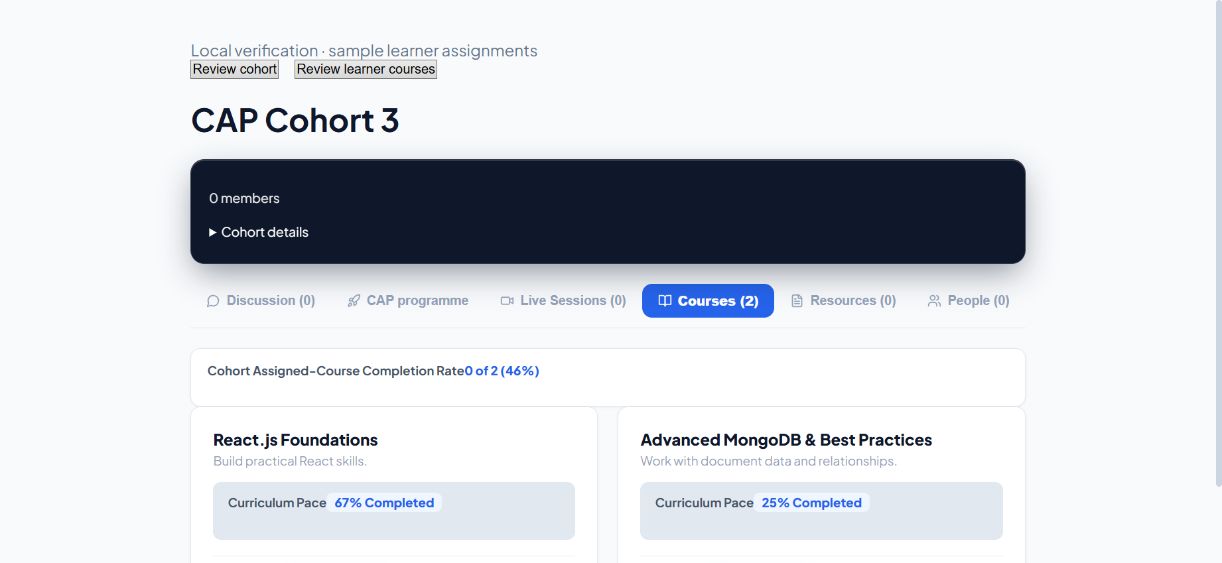 Local verification · sample learner assignments
Review cohort Review learner courses
CAP Cohort 3
0 members
▶ Cohort details
Discussion (0) CAP programme Live Sessions (0) Courses (2) Resources (0) People (0)
Cohort Assigned-Course Completion Rate0 of 2 (46%)
React.js Foundations
Build practical React skills.
Curriculum Pace 67% Completed
Advanced MongoDB & Best Practices
Work with document data and relationships.
Curriculum Pace 25% Completed